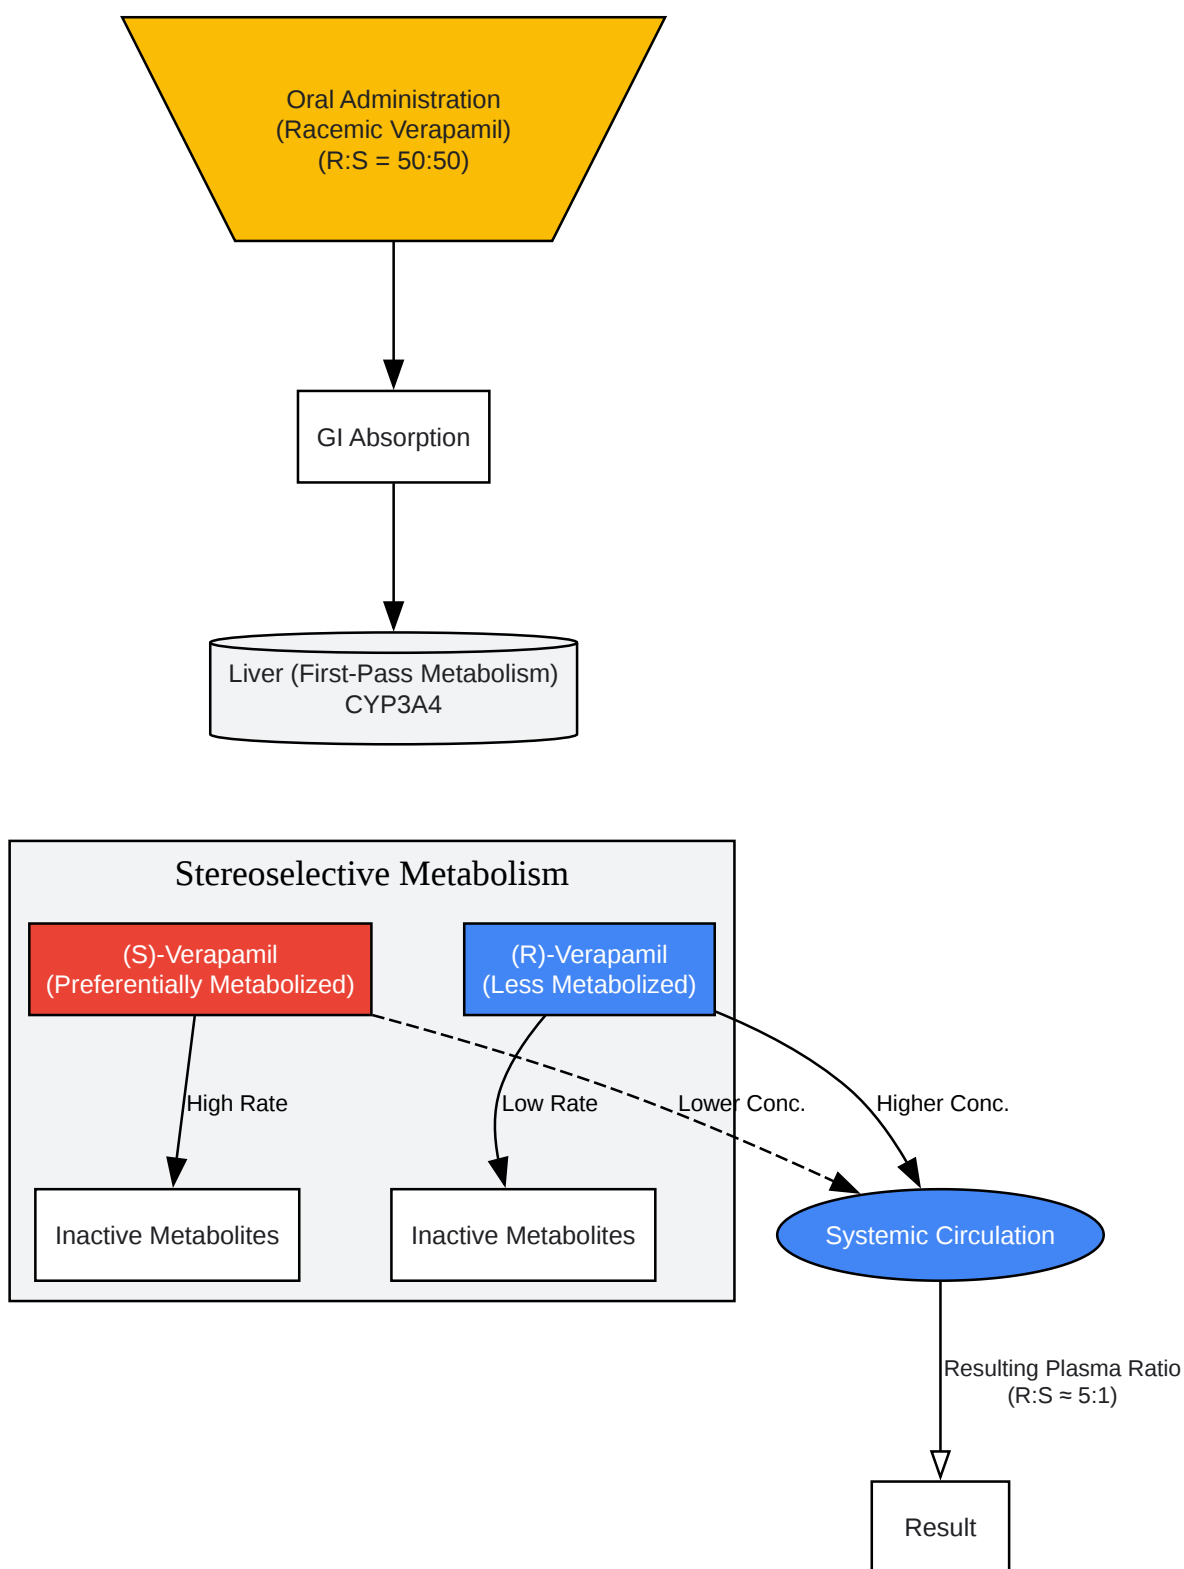 Oral Administration
(Racemic Verapamil)
(R:S = 50:50)
GI Absorption
Liver (First-Pass Metabolism)
CYP3A4
Stereoselective Metabolism
(S)-Verapamil
(Preferentially Metabolized)
(R)-Verapamil
(Less Metabolized)
High Rate
Low Rate
Lower Conc.
Higher Conc.
Inactive Metabolites
Inactive Metabolites
Systemic Circulation
Resulting Plasma Ratio
(R:S ≈ 5:1)
Result